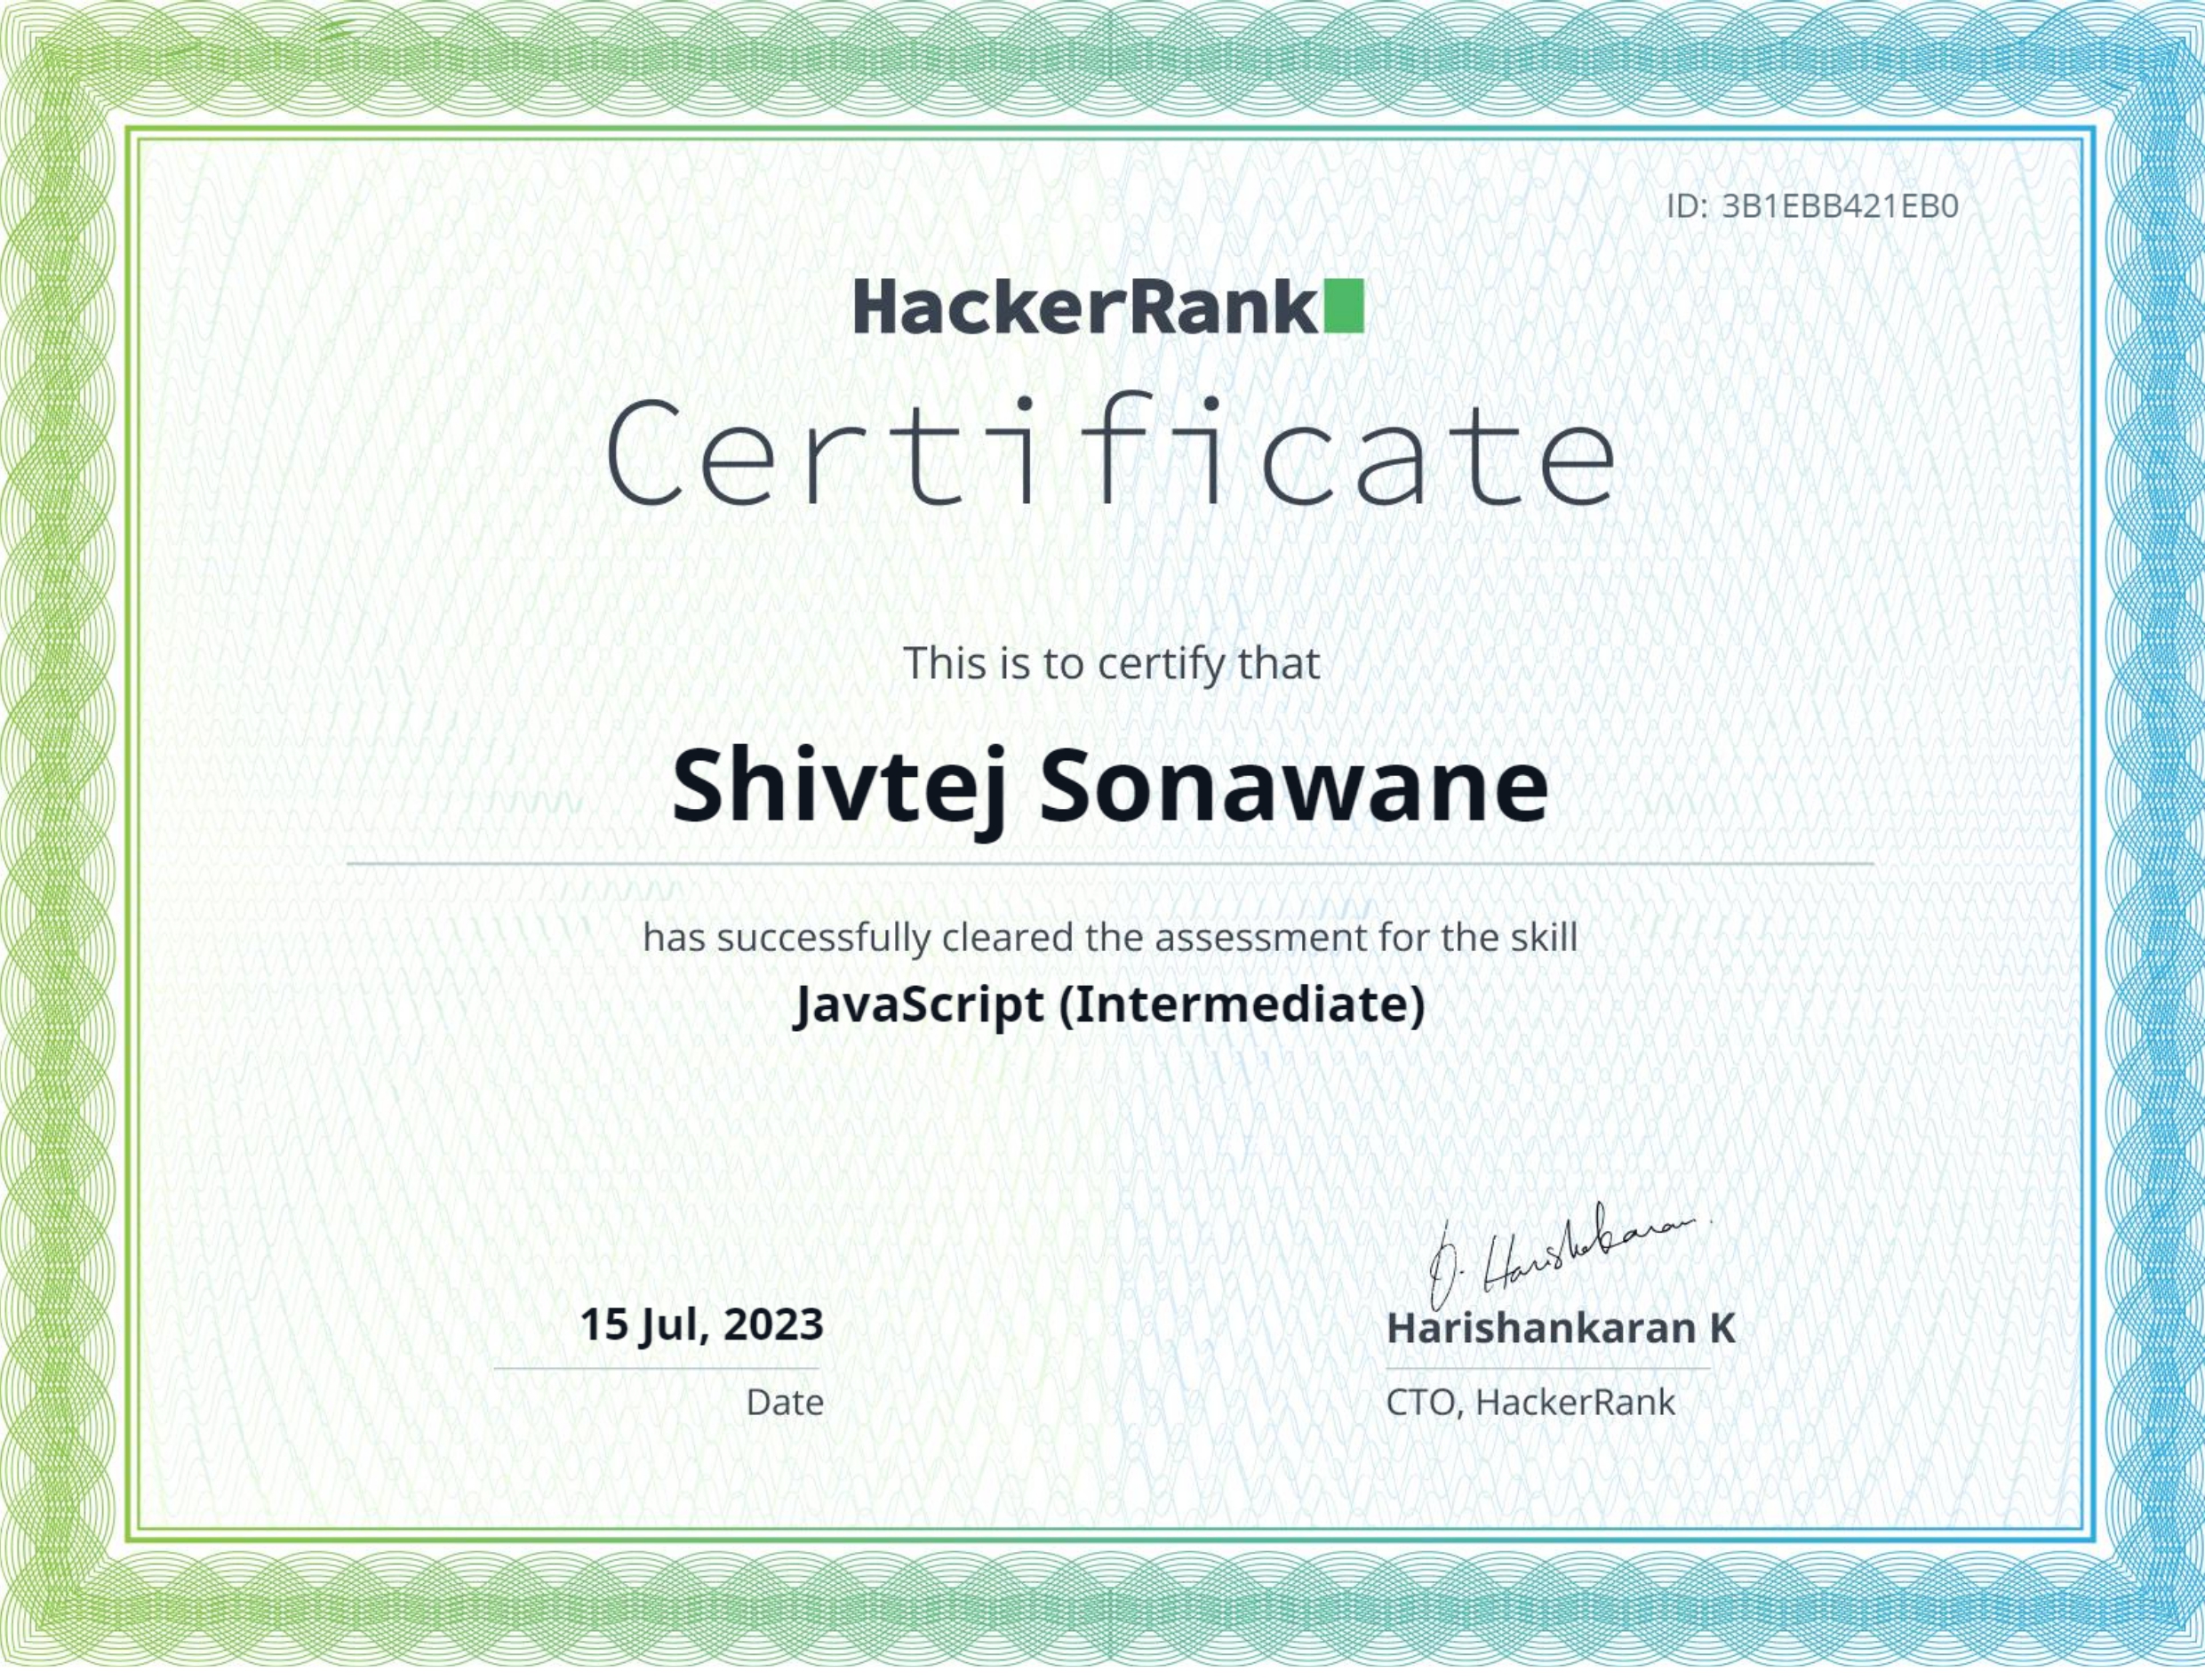 ID: 3B1EBB421EB0
HackerRank
Certificate
This is to certify that
Shivtej Sonawane
has successfully cleared the assessment for the skill
JavaScript (Intermediate)
D. Harishankaran
15 Jul, 2023
Harishankaran K
Date
CTO, HackerRank